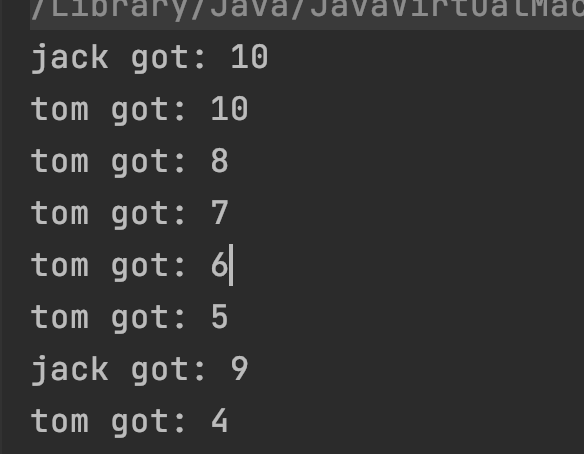 /Library/Java/JavaVirtualMac
jack got: 10
tom got: 10
tom got: 8
tom got: 7
tom got: 6
tom got: 5
jack got: 9
tom got: 4